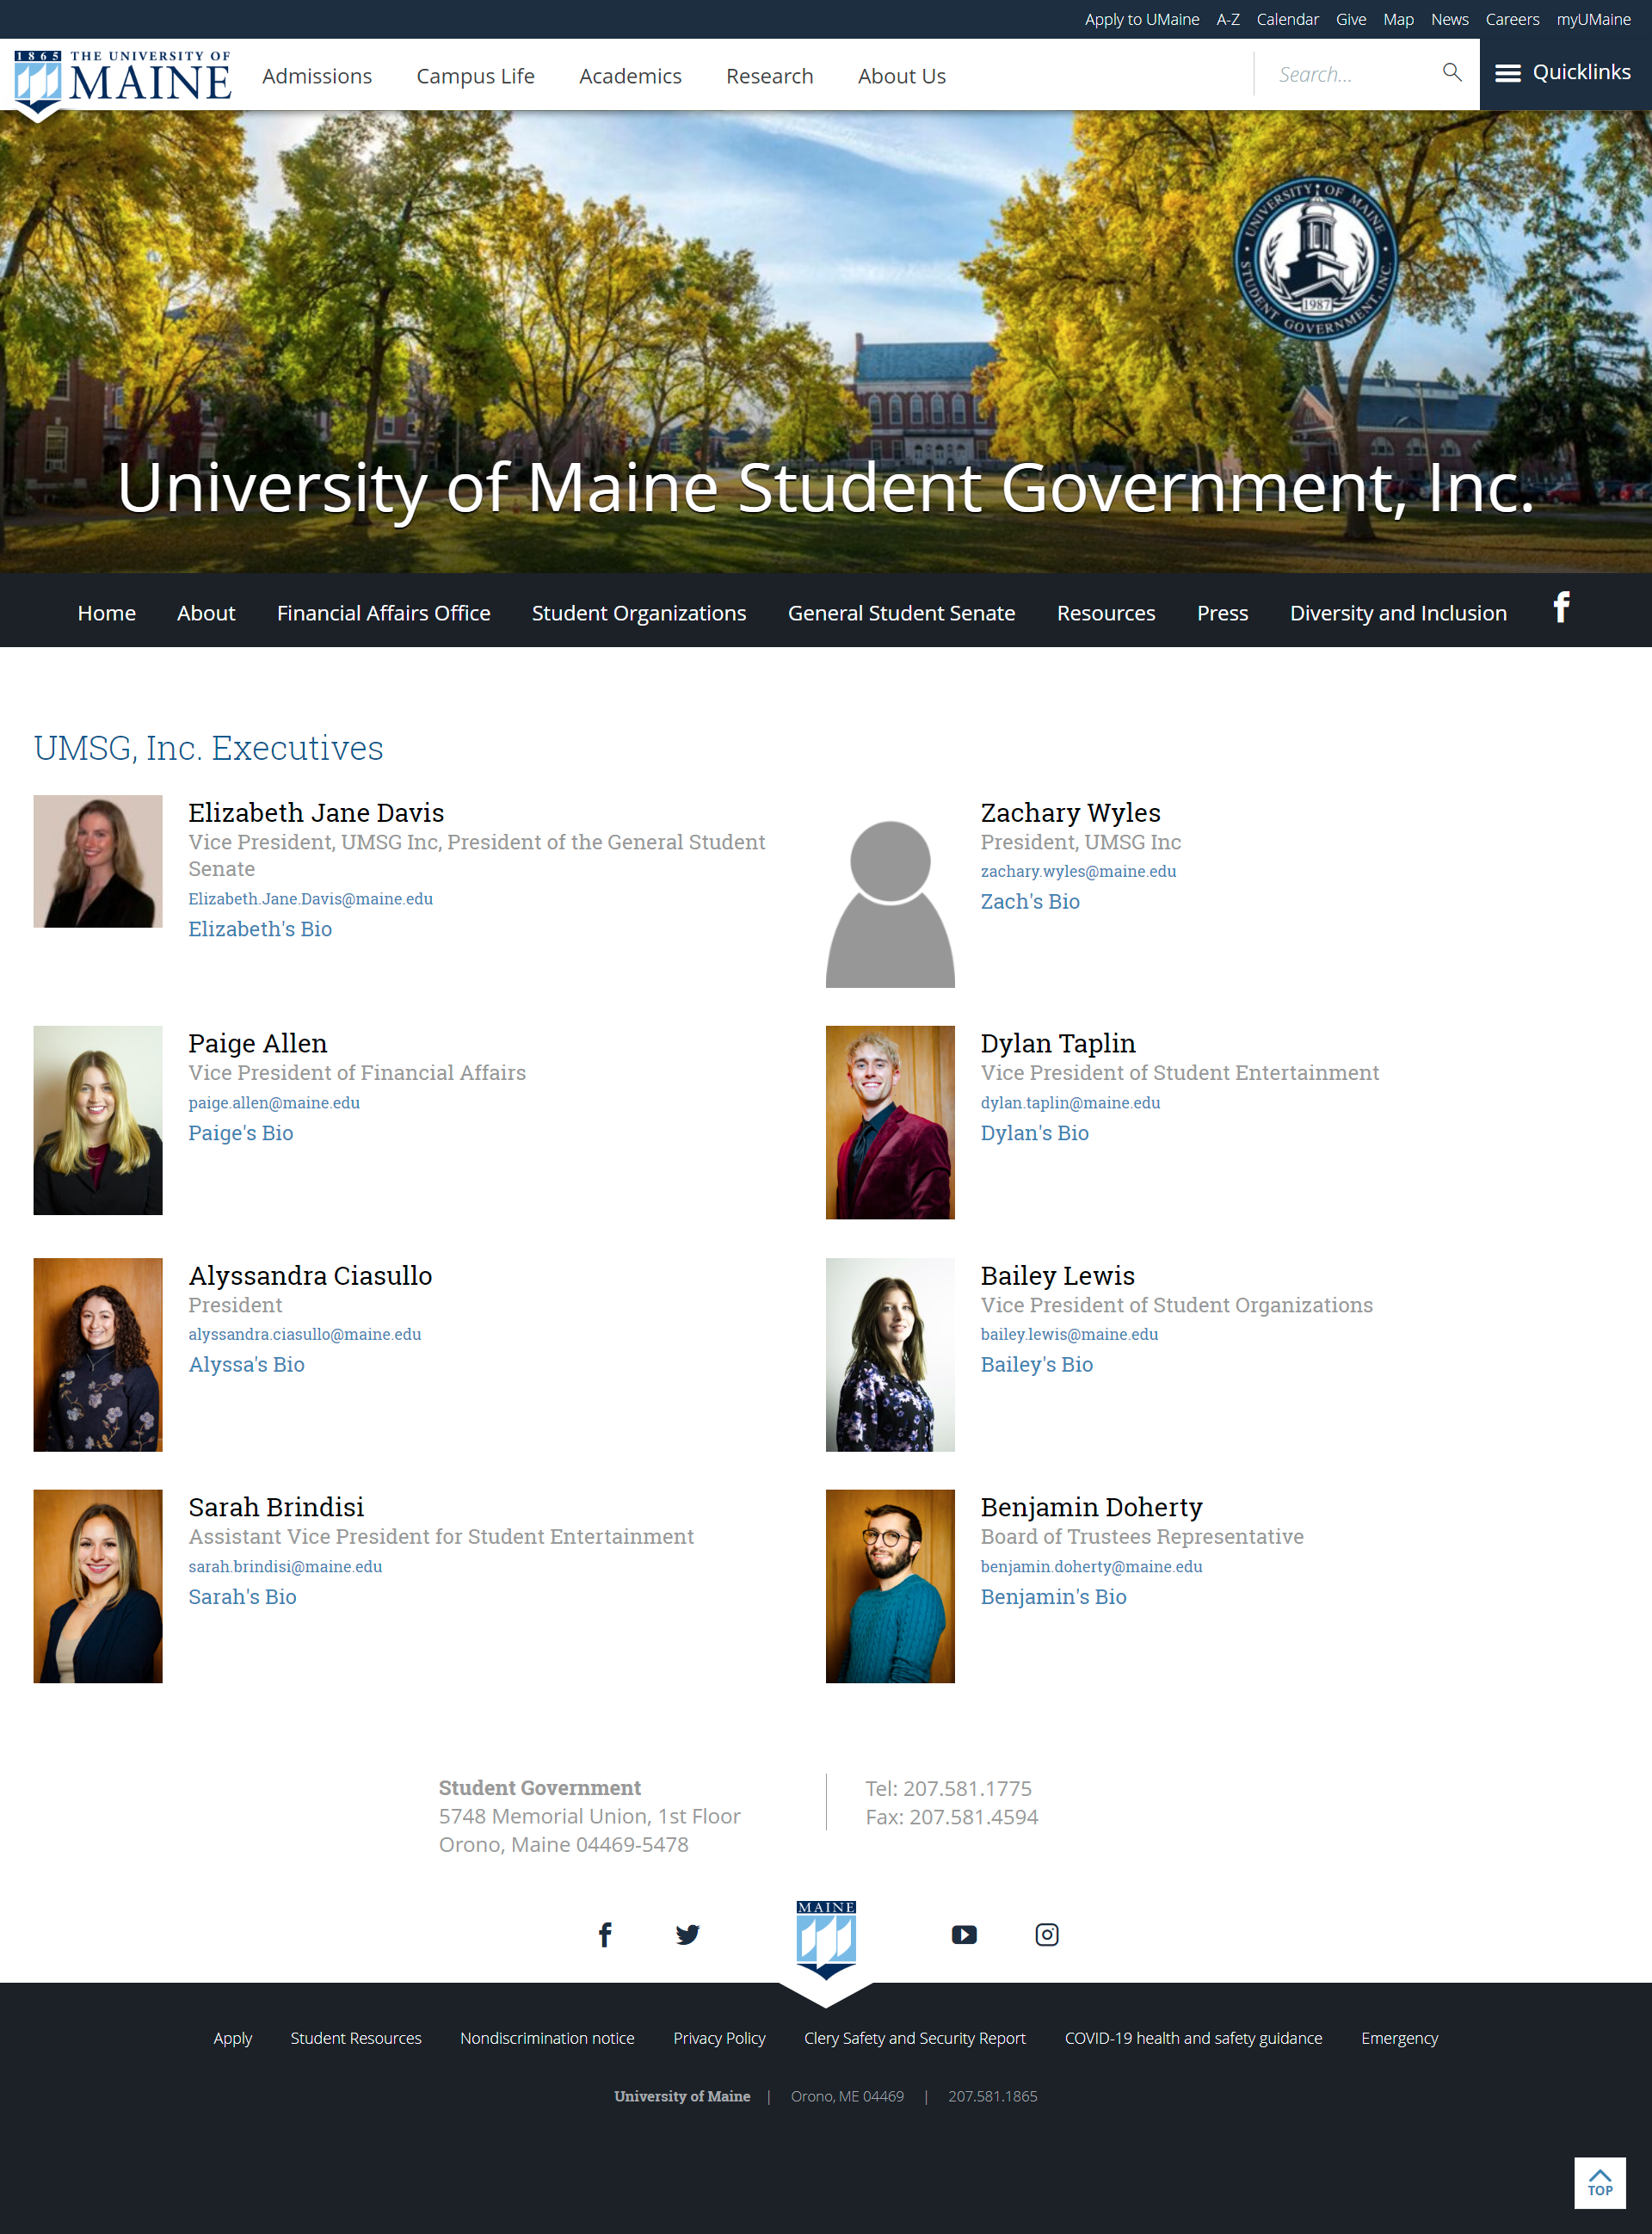 Apply to UMaine A-Z Calendar Give Map News Careers myUMaine
1865 THE UNIVERSITY OF
MAINE
Admissions Campus Life Academics Research About Us
Search...
Quicklinks
UNIVERSITY OF MAINE
STUDENT GOVERNMENT, INC.
1987
University of Maine Student Government, Inc.
Home About Financial Affairs Office Student Organizations General Student Senate Resources Press Diversity and Inclusion
UMSG, Inc. Executives
Elizabeth Jane Davis
Vice President, UMSG Inc, President of the General Student
Senate
Elizabeth.Jane.Davis@maine.edu
Elizabeth's Bio
Zachary Wyles
President, UMSG Inc
zachary.wyles@maine.edu
Zach's Bio
Paige Allen
Vice President of Financial Affairs
paige.allen@maine.edu
Paige's Bio
Dylan Taplin
Vice President of Student Entertainment
dylan.taplin@maine.edu
Dylan's Bio
Alyssandra Ciasullo
President
alyssandra.ciasullo@maine.edu
Alyssa's Bio
Bailey Lewis
Vice President of Student Organizations
bailey.lewis@maine.edu
Bailey's Bio
Sarah Brindisi
Assistant Vice President for Student Entertainment
sarah.brindisi@maine.edu
Sarah's Bio
Benjamin Doherty
Board of Trustees Representative
benjamin.doherty@maine.edu
Benjamin's Bio
Student Government
5748 Memorial Union, 1st Floor
Orono, Maine 04469-5478
Tel: 207.581.1775
Fax: 207.581.4594
MAINE
Apply Student Resources Nondiscrimination notice Privacy Policy Clery Safety and Security Report COVID-19 health and safety guidance Emergency
University of Maine | Orono, ME 04469 | 207.581.1865
TOP